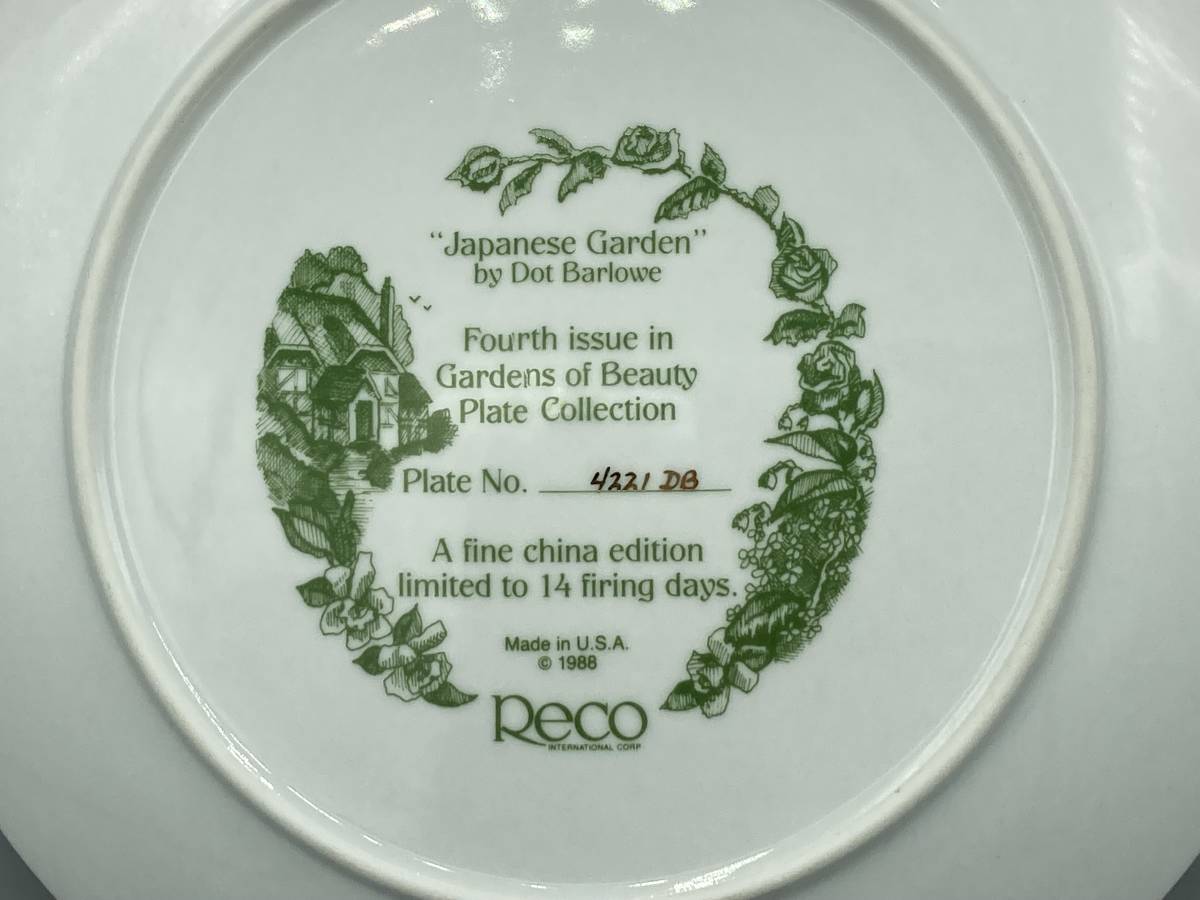 “Japanese Garden”
by Dot Barlowe
Fourth issue in
Gardens of Beauty
Plate Collection
Plate No. 4221 DB
A fine china edition
limited to 14 firing days.
Made in U.S.A.
© 1988
Reco
INTERNATIONAL CORP